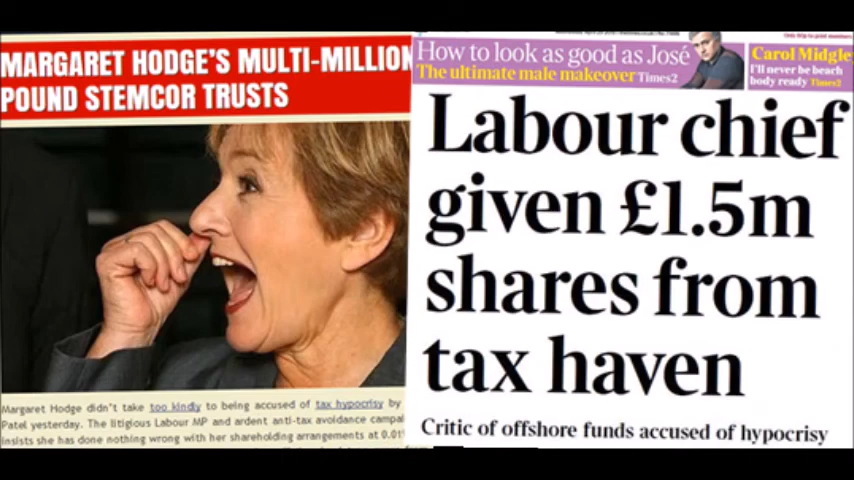 MARGARET HODGE'S MULTI-MILLION
POUND STEMCOR TRUSTS
Margaret Hodge didn't take too kindly to being accused of tax hypocrisy by
Patel yesterday. The litigious Labour MP and ardent anti-tax avoidance
insists she has done nothing wrong with her shareholding arrangements at
How to look as good as José
The ultimate male makeover Times2
Carol Midgle
I'll never be beach
body ready Times2
Labour chief
given £1.5m
shares from
tax haven
Critic of offshore funds accused of hypocrisy